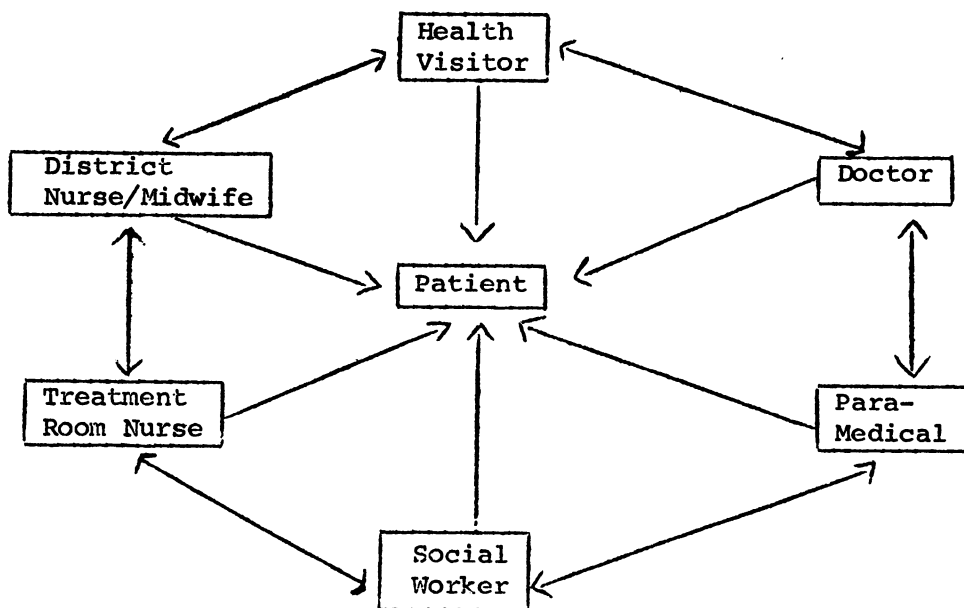 Health
Visitor
District
Nurse/Midwife
Doctor
Patient
Treatment
Room Nurse
Para-
Medical
Social
Worker